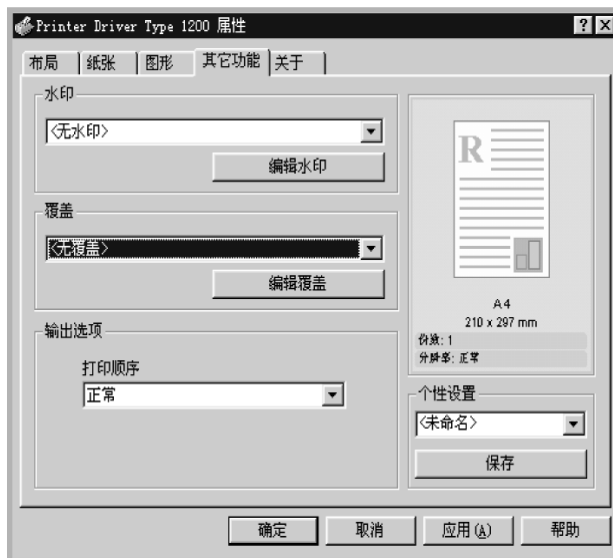 Printer Driver Type 1200 属性
布局 纸张 图形 其它功能 关于
水印
<无水印>
编辑水印
覆盖
<无覆盖>
编辑覆盖
输出选项
打印顺序
正常
R
A4
210 x 297 mm
份数: 1
分辨率: 正常
个性设置
<未命名>
保存
确定 取消 应用(A) 帮助